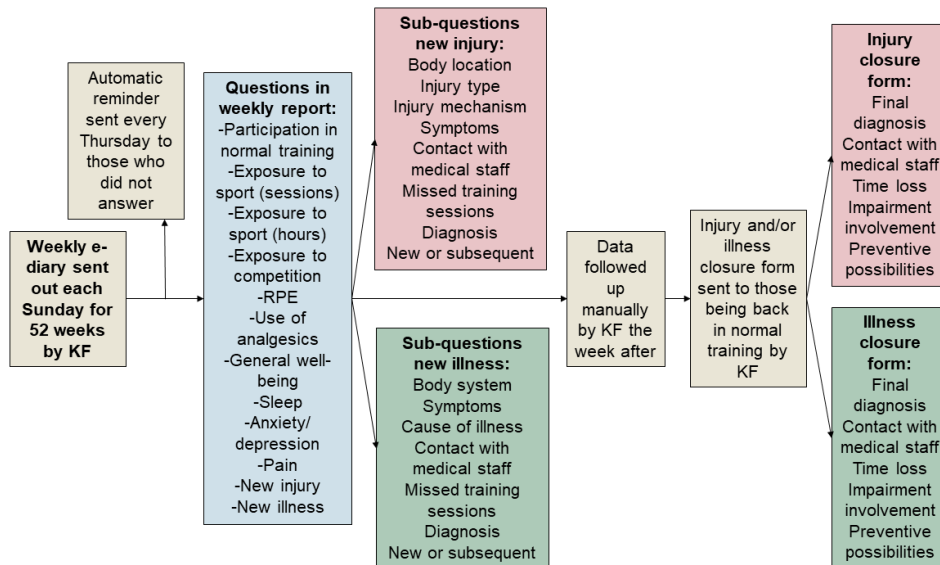 Weekly e-
diary sent
out each
Sunday for
52 weeks
by KF
Automatic
reminder
sent every
Thursday to
those who
did not
answer
Questions in
weekly report:
-Participation in
normal training
-Exposure to
sport (sessions)
-Exposure to
sport (hours)
-Exposure to
competition
-RPE
-Use of
analgesics
-General well-
being
-Sleep
-Anxiety/
depression
-Pain
-New injury
-New illness
Sub-questions
new injury:
Body location
Injury type
Injury mechanism
Symptoms
Contact with
medical staff
Missed training
sessions
Diagnosis
New or subsequent
Sub-questions
new illness:
Body system
Symptoms
Cause of illness
Contact with
medical staff
Missed training
sessions
Diagnosis
New or subsequent
Data
followed
up
manually
by KF the
week after
Injury and/or
illness
closure form
sent to those
being back
in normal
training by
KF
Injury
closure
form:
Final
diagnosis
Contact with
medical staff
Time loss
Impairment
involvement
Preventive
possibilities
Illness
closure
form:
Final
diagnosis
Contact with
medical staff
Time loss
Impairment
involvement
Preventive
possibilities